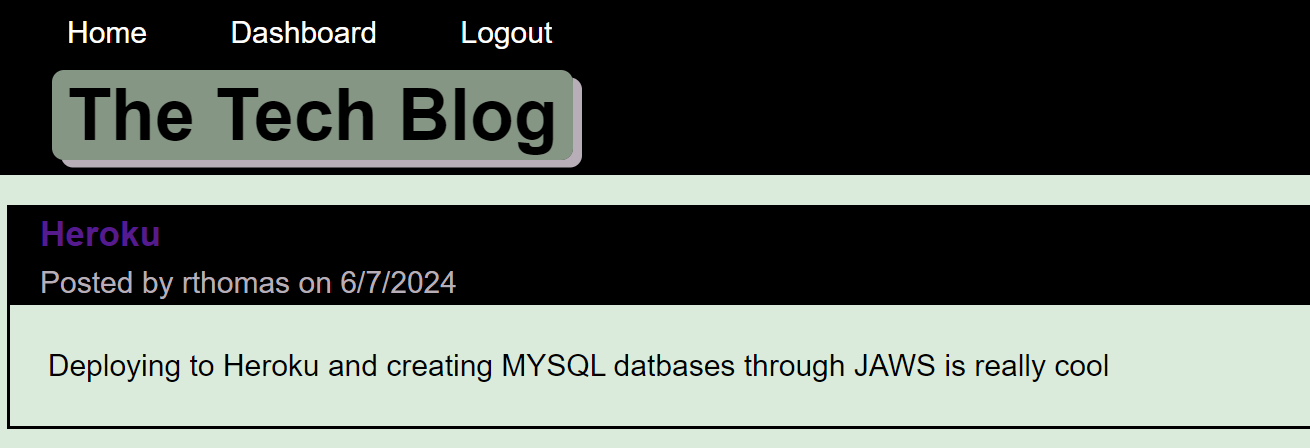 Home Dashboard Logout
The Tech Blog
Heroku
Posted by rthomas on 6/7/2024
Deploying to Heroku and creating MYSQL datbases through JAWS is really cool